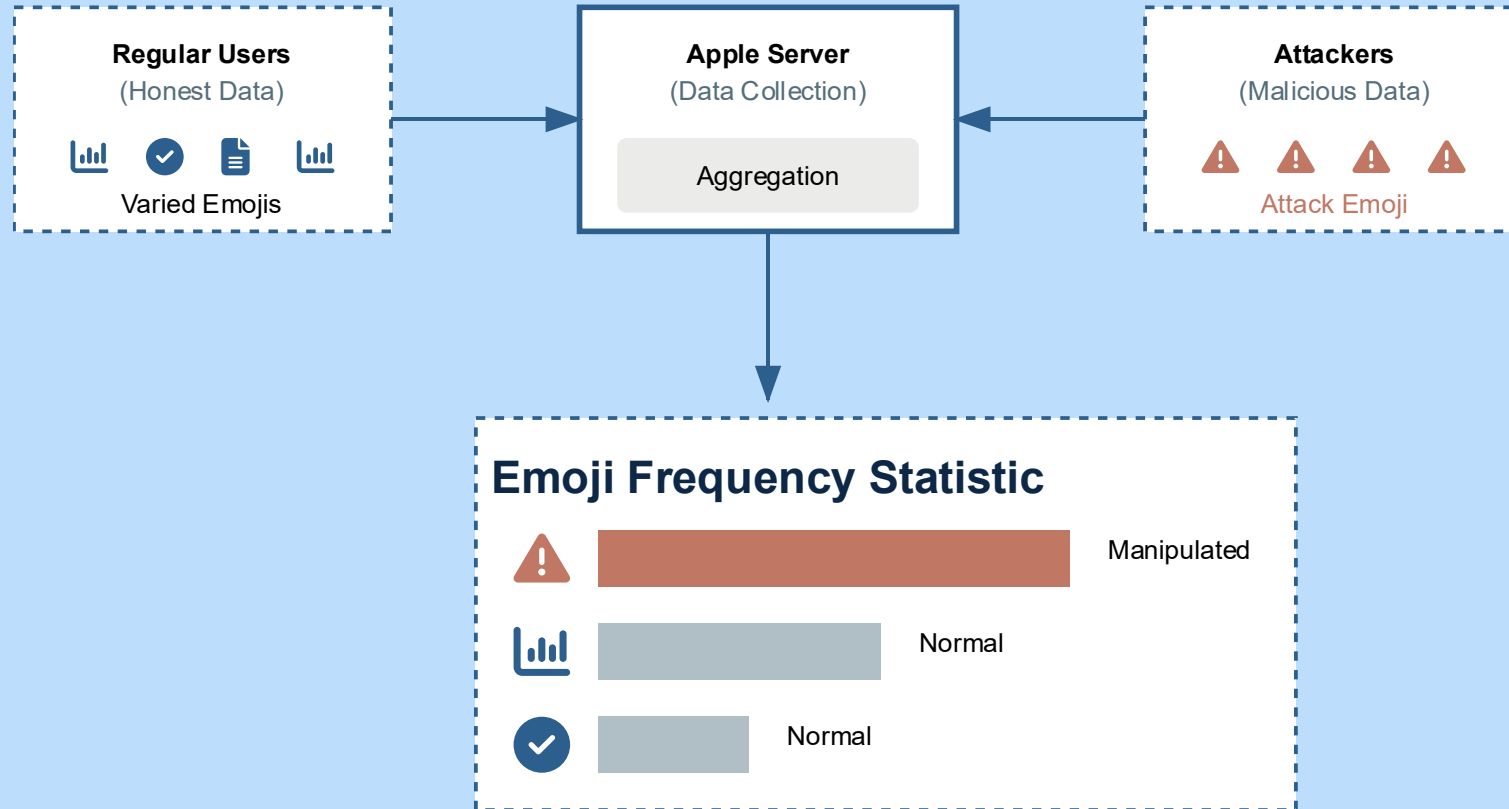 Regular Users
(Honest Data)
Varied Emojis
Apple Server
(Data Collection)
Aggregation
Attackers
(Malicious Data)
Attack Emoji
Emoji Frequency Statistic
Manipulated
Normal
Normal